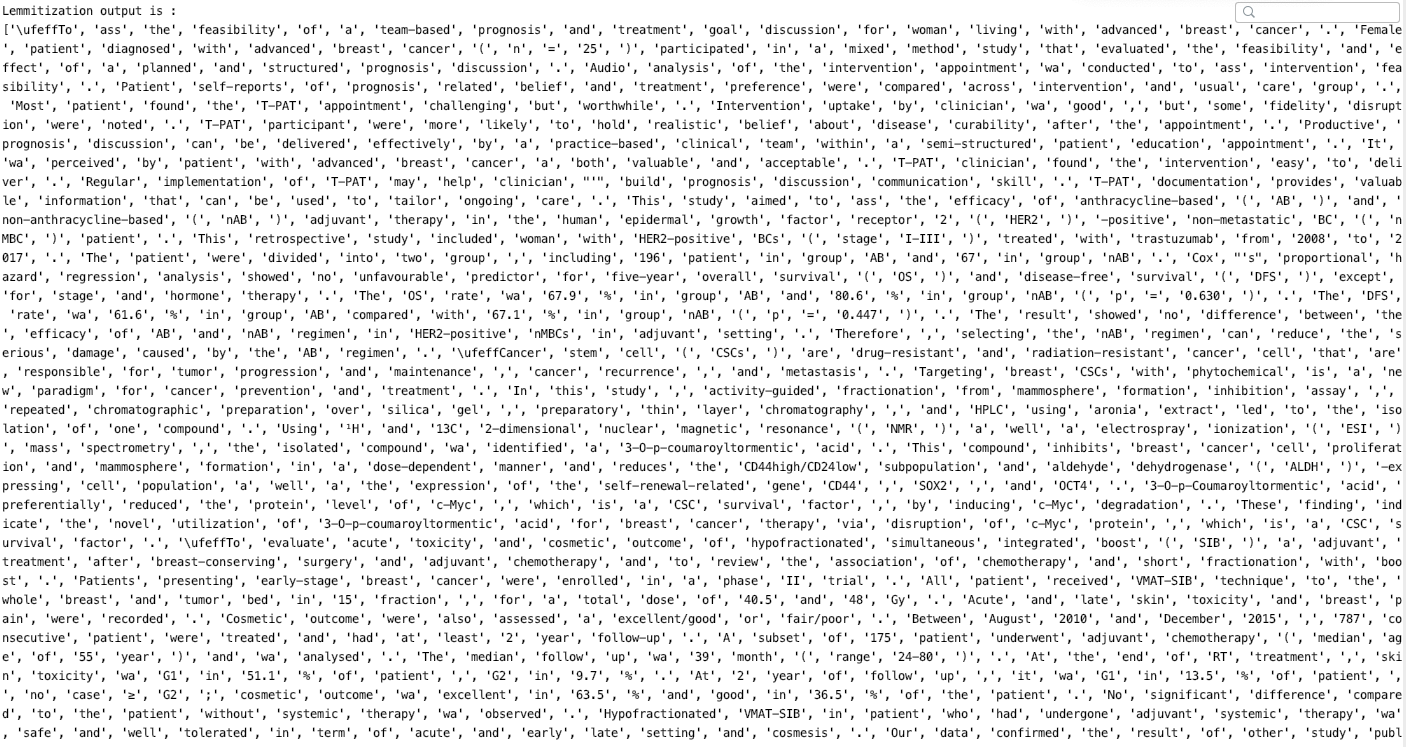 Lemmitization output is :
['\ufeffTo', 'ass', 'the', 'feasibility', 'of', 'a', 'team-based', 'prognosis', 'and', 'treatment', 'goal', 'discussion', 'for', 'woman', 'living', 'with', 'advanced', 'breast', 'cancer', '.', 'Female
', 'patient', 'diagnosed', 'with', 'advanced', 'breast', 'cancer', '(', 'n', '=', '25', ')', 'participated', 'in', 'a', 'mixed', 'method', 'study', 'that', 'evaluated', 'the', 'feasibility', 'and', 'e
ffect', 'of', 'a', 'planned', 'and', 'structured', 'prognosis', 'discussion', '.', 'Audio', 'analysis', 'of', 'the', 'intervention', 'appointment', 'wa', 'conducted', 'to', 'ass', 'intervention', 'fea
sibility', '.', 'Patient', 'self-reports', 'of', 'prognosis', 'related', 'belief', 'and', 'treatment', 'preference', 'were', 'compared', 'across', 'intervention', 'and', 'usual', 'care', 'group', '.',
'Most', 'patient', 'found', 'the', 'T-PAT', 'appointment', 'challenging', 'but', 'worthwhile', '.', 'Intervention', 'uptake', 'by', 'clinician', 'wa', 'good', ',', 'but', 'some', 'fidelity', 'disrupt
ion', 'were', 'noted', '.', 'T-PAT', 'participant', 'were', 'more', 'likely', 'to', 'hold', 'realistic', 'belief', 'about', 'disease', 'curability', 'after', 'the', 'appointment', '.', 'Productive', '
prognosis', 'discussion', 'can', 'be', 'delivered', 'effectively', 'by', 'a', 'practice-based', 'clinical', 'team', 'within', 'a', 'semi-structured', 'patient', 'education', 'appointment', '.', 'It',
'wa', 'perceived', 'by', 'patient', 'with', 'advanced', 'breast', 'cancer', 'a', 'both', 'valuable', 'and', 'acceptable', '.', 'T-PAT', 'clinician', 'found', 'the', 'intervention', 'easy', 'to', 'deli
ver', '.', 'Regular', 'implementation', 'of', 'T-PAT', 'may', 'help', 'clinician', "'", 'build', 'prognosis', 'discussion', 'communication', 'skill', '.', 'T-PAT', 'documentation', 'provides', 'valuab
le', 'information', 'that', 'can', 'be', 'used', 'to', 'tailor', 'ongoing', 'care', '.', 'This', 'study', 'aimed', 'to', 'ass', 'the', 'efficacy', 'of', 'anthracycline-based', '(', 'AB', ')', 'and', '
non-anthracycline-based', '(', 'nAB', ')', 'adjuvant', 'therapy', 'in', 'the', 'human', 'epidermal', 'growth', 'factor', 'receptor', '2', '(', 'HER2', ')', '-positive', 'non-metastatic', 'BC', '(', 'n
MBC', ')', 'patient', '.', 'This', 'retrospective', 'study', 'included', 'woman', 'with', 'HER2-positive', 'BCs', '(', 'stage', 'I-III', ')', 'treated', 'with', 'trastuzumab', 'from', '2008', 'to', '2
017', '.', 'The', 'patient', 'were', 'divided', 'into', 'two', 'group', ',', 'including', '196', 'patient', 'in', 'group', 'AB', 'and', '67', 'in', 'group', 'nAB', '.', 'Cox', "'s", 'proportional', 'h
azard', 'regression', 'analysis', 'showed', 'no', 'unfavourable', 'predictor', 'for', 'five-year', 'overall', 'survival', '(', 'OS', ')', 'and', 'disease-free', 'survival', '(', 'DFS', ')', 'except',
'for', 'stage', 'and', 'hormone', 'therapy', '.', 'The', 'OS', 'rate', 'wa', '67.9', '%', 'in', 'group', 'AB', 'and', '80.6', '%', 'in', 'group', 'nAB', '(', 'p', '=', '0.630', ')', '.', 'The', 'DFS',
'rate', 'wa', '61.6', '%', 'in', 'group', 'AB', 'compared', 'with', '67.1', '%', 'in', 'group', 'nAB', '(', 'p', '=', '0.447', ')', '.', 'The', 'result', 'showed', 'no', 'difference', 'between', 'the'
, 'efficacy', 'of', 'AB', 'and', 'nAB', 'regimen', 'in', 'HER2-positive', 'nMBCs', 'in', 'adjuvant', 'setting', '.', 'Therefore', ',', 'selecting', 'the', 'nAB', 'regimen', 'can', 'reduce', 'the', 's
erious', 'damage', 'caused', 'by', 'the', 'AB', 'regimen', '.', '\ufeffCancer', 'stem', 'cell', '(', 'CSCs', ')', 'are', 'drug-resistant', 'and', 'radiation-resistant', 'cancer', 'cell', 'that', 'are'
, 'responsible', 'for', 'tumor', 'progression', 'and', 'maintenance', ',', 'cancer', 'recurrence', ',', 'and', 'metastasis', '.', 'Targeting', 'breast', 'CSCs', 'with', 'phytochemical', 'is', 'a', 'ne
w', 'paradigm', 'for', 'cancer', 'prevention', 'and', 'treatment', '.', 'In', 'this', 'study', ',', 'activity-guided', 'fractionation', 'from', 'mammosphere', 'formation', 'inhibition', 'assay', ',',
'repeated', 'chromatographic', 'preparation', 'over', 'silica', 'gel', ',', 'preparatory', 'thin', 'layer', 'chromatography', ',', 'and', 'HPLC', 'using', 'aronia', 'extract', 'led', 'to', 'the', 'iso
lation', 'of', 'one', 'compound', '.', 'Using', '¹H', 'and', '13C', '2-dimensional', 'nuclear', 'magnetic', 'resonance', '(', 'NMR', ')', 'a', 'well', 'a', 'electrospray', 'ionization', '(', 'ESI', ')
', 'mass', 'spectrometry', ',', 'the', 'isolated', 'compound', 'wa', 'identified', 'a', '3-O-p-coumaroyltormentic', 'acid', '.', 'This', 'compound', 'inhibits', 'breast', 'cancer', 'cell', 'proliferat
ion', 'and', 'mammosphere', 'formation', 'in', 'a', 'dose-dependent', 'manner', 'and', 'reduces', 'the', 'CD44high/CD24low', 'subpopulation', 'and', 'aldehyde', 'dehydrogenase', '(', 'ALDH', ')', '-ex
pressing', 'cell', 'population', 'a', 'well', 'a', 'the', 'expression', 'of', 'the', 'self-renewal-related', 'gene', 'CD44', ',', 'SOX2', ',', 'and', 'OCT4', '.', '3-O-p-Coumaroyltormentic', 'acid', '
preferentially', 'reduced', 'the', 'protein', 'level', 'of', 'c-Myc', ',', 'which', 'is', 'a', 'CSC', 'survival', 'factor', ',', 'by', 'inducing', 'c-Myc', 'degradation', '.', 'These', 'finding', 'ind
icate', 'the', 'novel', 'utilization', 'of', '3-O-p-coumaroyltormentic', 'acid', 'for', 'breast', 'cancer', 'therapy', 'via', 'disruption', 'of', 'c-Myc', 'protein', ',', 'which', 'is', 'a', 'CSC', 's
urvival', 'factor', '.', '\ufeffTo', 'evaluate', 'acute', 'toxicity', 'and', 'cosmetic', 'outcome', 'of', 'hypofractionated', 'simultaneous', 'integrated', 'boost', '(', 'SIB', ')', 'a', 'adjuvant', '
treatment', 'after', 'breast-conserving', 'surgery', 'and', 'adjuvant', 'chemotherapy', 'and', 'to', 'review', 'the', 'association', 'of', 'chemotherapy', 'and', 'short', 'fractionation', 'with', 'boo
st', '.', 'Patients', 'presenting', 'early-stage', 'breast', 'cancer', 'were', 'enrolled', 'in', 'a', 'phase', 'II', 'trial', '.', 'All', 'patient', 'received', 'VMAT-SIB', 'technique', 'to', 'the', '
whole', 'breast', 'and', 'tumor', 'bed', 'in', '15', 'fraction', ',', 'for', 'a', 'total', 'dose', 'of', '40.5', 'and', '48', 'Gy', '.', 'Acute', 'and', 'late', 'skin', 'toxicity', 'and', 'breast', 'p
ain', 'were', 'recorded', '.', 'Cosmetic', 'outcome', 'were', 'also', 'assessed', 'a', 'excellent/good', 'or', 'fair/poor', '.', 'Between', 'August', '2010', 'and', 'December', '2015', ',', '787', 'co
nsecutive', 'patient', 'were', 'treated', 'and', 'had', 'at', 'least', '2', 'year', 'follow-up', '.', 'A', 'subset', 'of', '175', 'patient', 'underwent', 'adjuvant', 'chemotherapy', '(', 'median', 'ag
e', 'of', '55', 'year', ')', 'and', 'wa', 'analysed', '.', 'The', 'median', 'follow', 'up', 'wa', '39', 'month', '(', 'range', '24-80', ')', '.', 'At', 'the', 'end', 'of', 'RT', 'treatment', ',', 'ski
n', 'toxicity', 'wa', 'G1', 'in', '51.1', '%', 'of', 'patient', ',', 'G2', 'in', '9.7', '%', '.', 'At', '2', 'year', 'of', 'follow', 'up', ',', 'it', 'wa', 'G1', 'in', '13.5', '%', 'of', 'patient', '
, 'no', 'case', '≥', 'G2', ';', 'cosmetic', 'outcome', 'wa', 'excellent', 'in', '63.5', '%', 'and', 'good', 'in', '36.5', '%', 'of', 'the', 'patient', '.', 'No', 'significant', 'difference', 'compare
d', 'to', 'the', 'patient', 'without', 'systemic', 'therapy', 'wa', 'observed', '.', 'Hypofractionated', 'VMAT-SIB', 'in', 'patient', 'who', 'had', 'undergone', 'adjuvant', 'systemic', 'therapy', 'wa'
, 'safe', 'and', 'well', 'tolerated', 'in', 'term', 'of', 'acute', 'and', 'early', 'late', 'setting', 'and', 'cosmesis', '.', 'Our', 'data', 'confirmed', 'the', 'result', 'of', 'other', 'study', 'publ